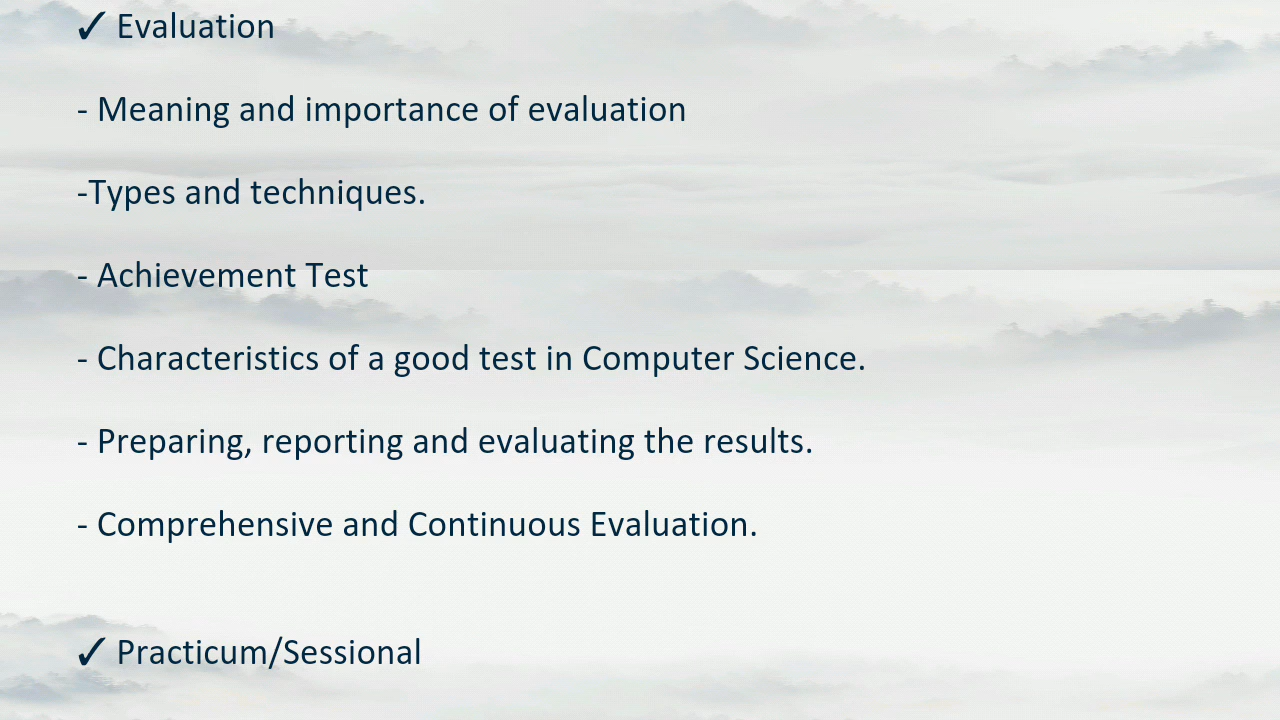 ✓ Evaluation
- Meaning and importance of evaluation
-Types and techniques.
- Achievement Test
- Characteristics of a good test in Computer Science.
- Preparing, reporting and evaluating the results.
- Comprehensive and Continuous Evaluation.
✓ Practicum/Sessional